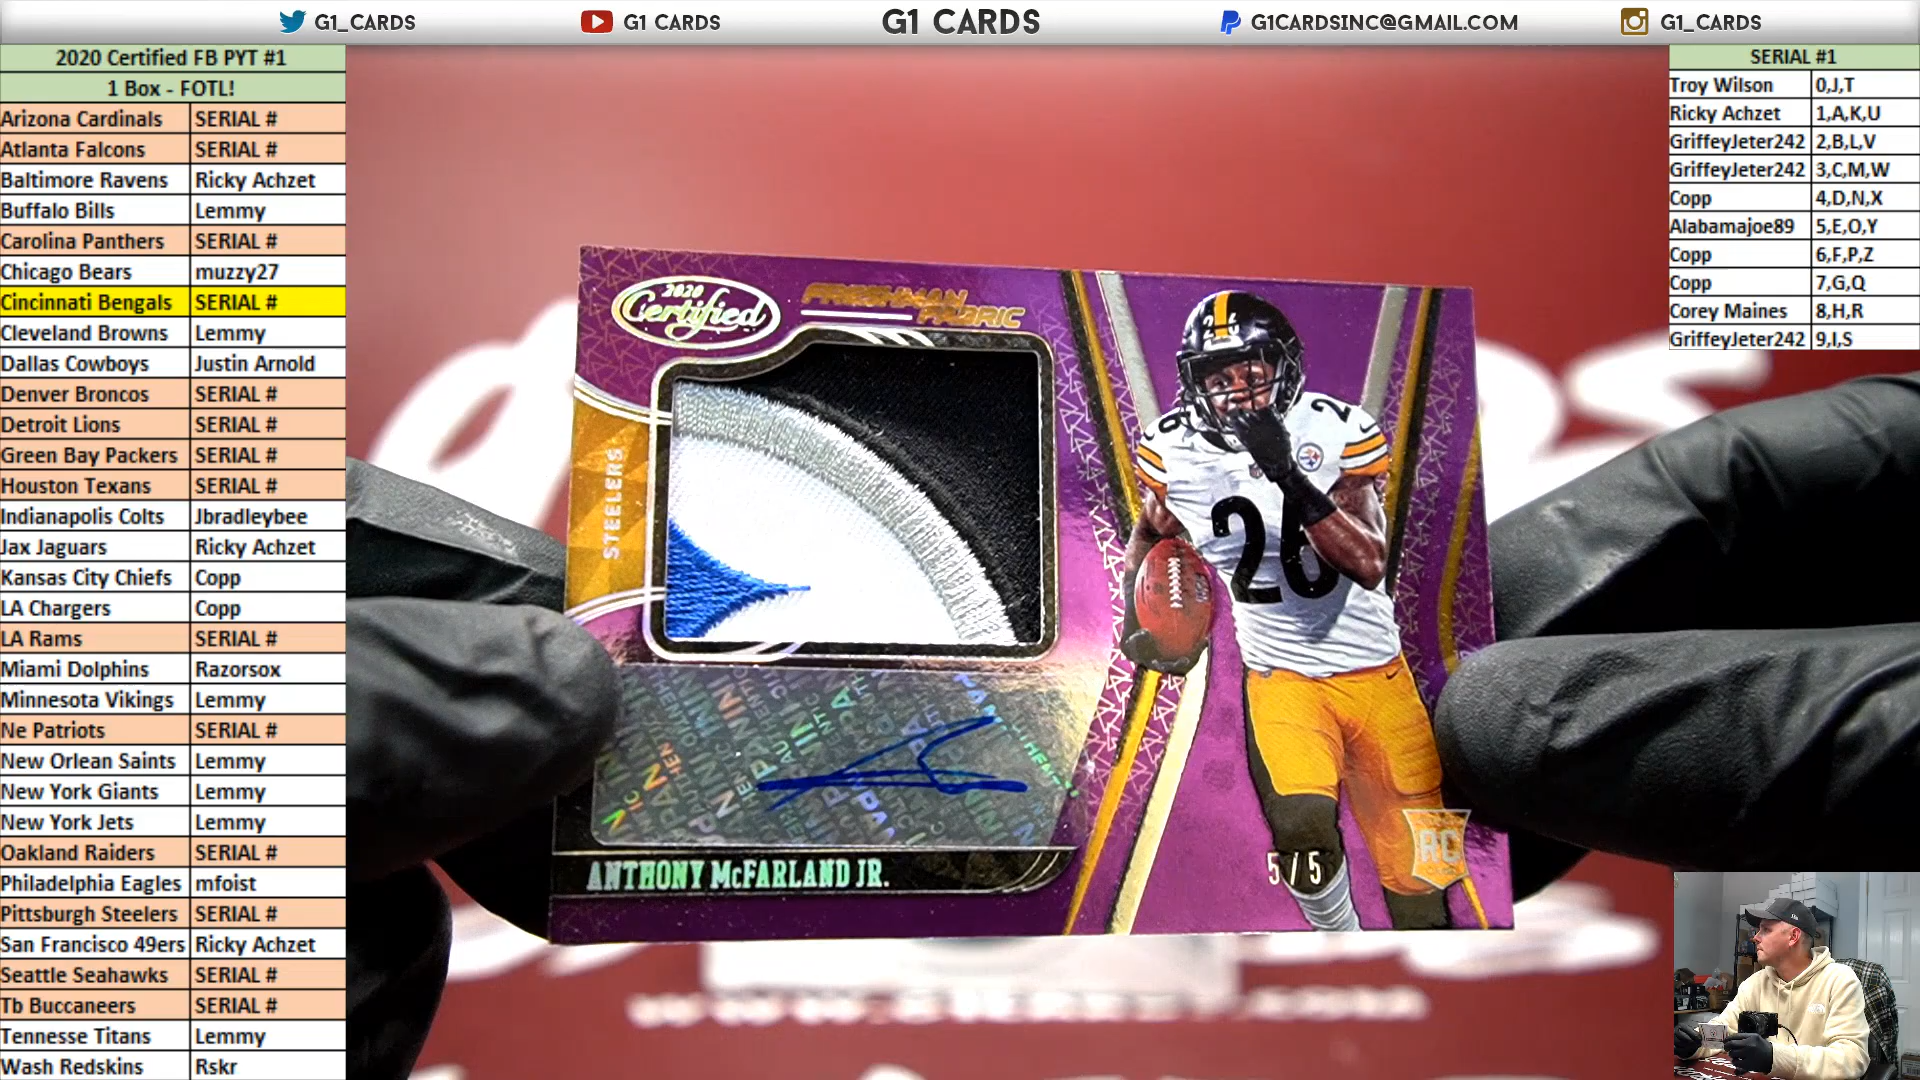 G1_CARDS
G1 CARDS
G1 CARDS
G1CARDSINC@GMAIL.COM
G1_CARDS
2020 Certified FB PYT #1
1 Box - FOTL!
Arizona Cardinals SERIAL #
Atlanta Falcons SERIAL #
Baltimore Ravens Ricky Achzet
Buffalo Bills Lemmy
Carolina Panthers SERIAL #
Chicago Bears muzzy27
Cincinnati Bengals SERIAL #
Cleveland Browns Lemmy
Dallas Cowboys Justin Arnold
Denver Broncos SERIAL #
Detroit Lions SERIAL #
Green Bay Packers SERIAL #
Houston Texans SERIAL #
Indianapolis Colts Jbradleybee
Jax Jaguars Ricky Achzet
Kansas City Chiefs Copp
LA Chargers Copp
LA Rams SERIAL #
Miami Dolphins Razorsox
Minnesota Vikings Lemmy
Ne Patriots SERIAL #
New Orlean Saints Lemmy
New York Giants Lemmy
New York Jets Lemmy
Oakland Raiders SERIAL #
Philadelphia Eagles mfoist
Pittsburgh Steelers SERIAL #
San Francisco 49ers Ricky Achzet
Seattle Seahawks SERIAL #
Tb Buccaneers SERIAL #
Tennesse Titans Lemmy
Wash Redskins Rskr
SERIAL #1
Troy Wilson 0,J,T
Ricky Achzet 1,A,K,U
GriffeyJeter242 2,B,L,V
GriffeyJeter242 3,C,M,W
Copp 4,D,N,X
Alabamajoe89 5,E,O,Y
Copp 6,F,P,Z
Copp 7,G,Q
Corey Maines 8,H,R
GriffeyJeter242 9,I,S
2020
Certified
FRESHMAN
FABRIC
STEELERS
26
26
2
PANINI
ANTHONY McFARLAND JR.
5/5
RC